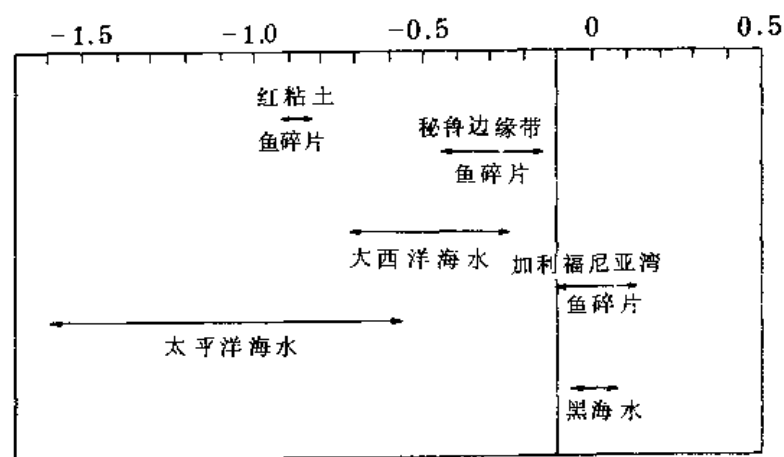 -1.5 -1.0 -0.5 0 0.5
红粘土
鱼碎片
秘鲁边缘带
鱼碎片
大西洋海水
加利福尼亚湾
鱼碎片
太平洋海水
黑海水